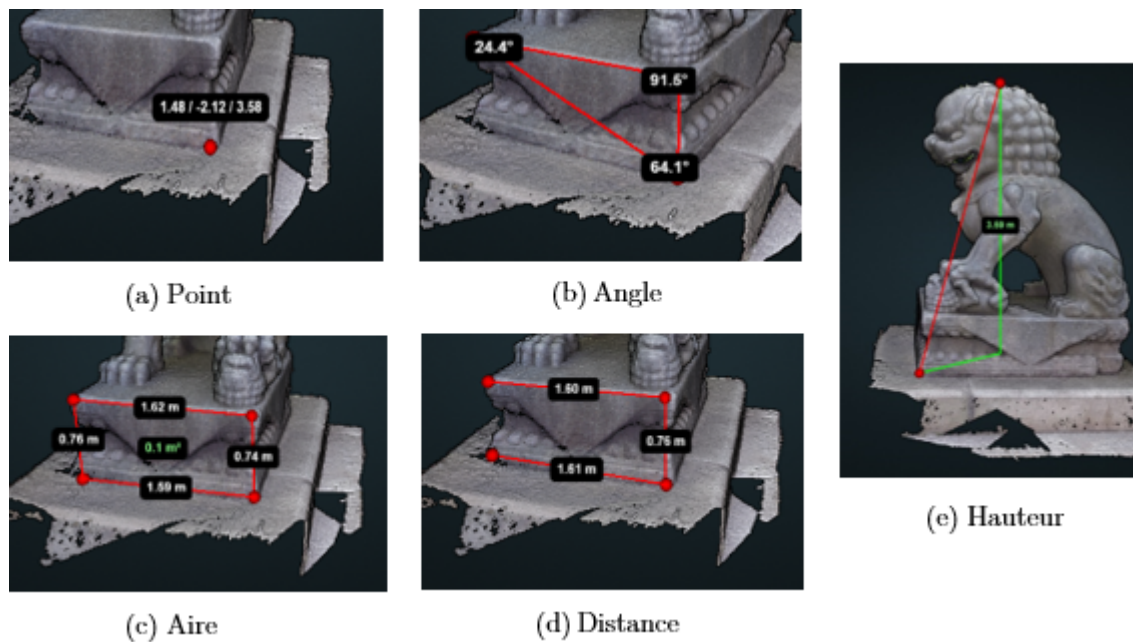 1.48 / -2.12 / 3.58
(a) Point
24.4°
91.5°
64.1°
(b) Angle
1.62 m
0.76 m
0.1 m²
0.74 m
1.59 m
(c) Aire
1.60 m
0.75 m
1.61 m
(d) Distance
(e) Hauteur